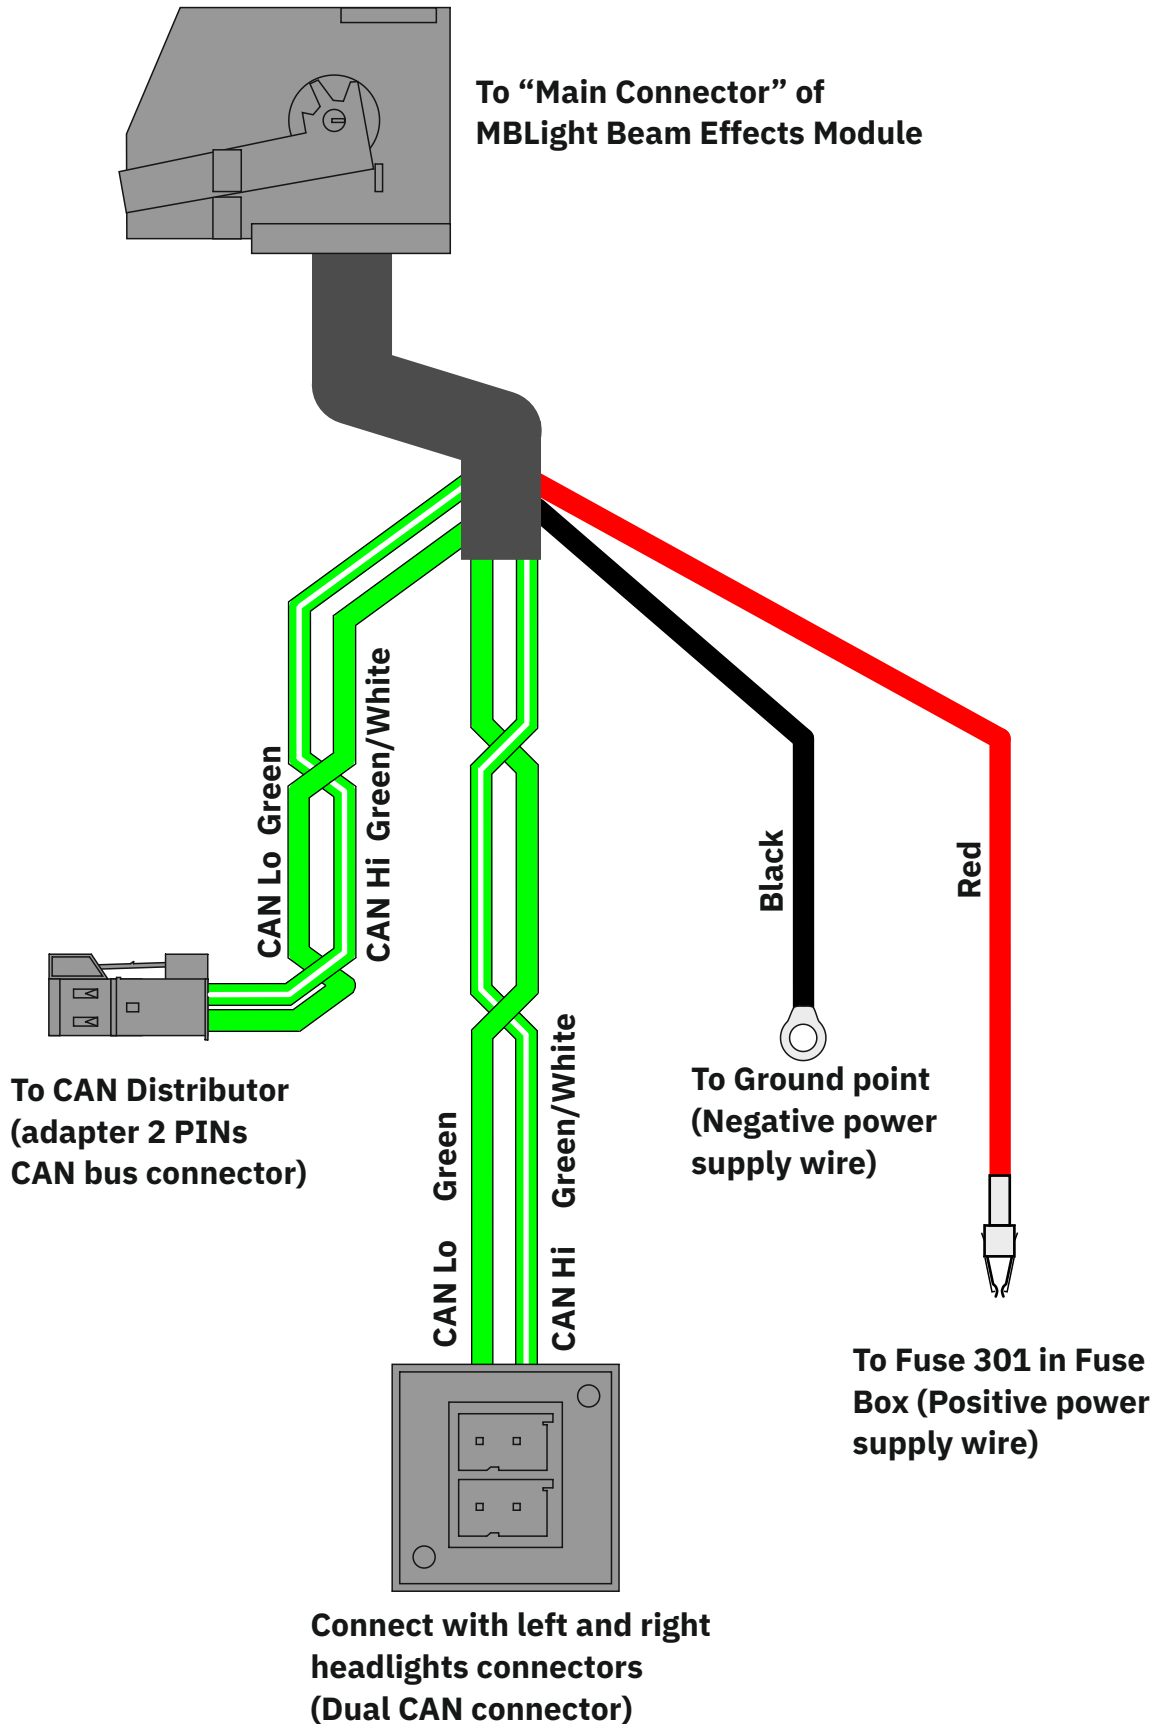 To “Main Connector” of
MBLight Beam Effects Module
CAN Lo Green
CAN Hi Green/White
Black
Red
To CAN Distributor
(adapter 2 PINs
CAN bus connector)
To Ground point
(Negative power
supply wire)
CAN Lo Green
CAN Hi Green/White
To Fuse 301 in Fuse
Box (Positive power
supply wire)
Connect with left and right
headlights connectors
(Dual CAN connector)